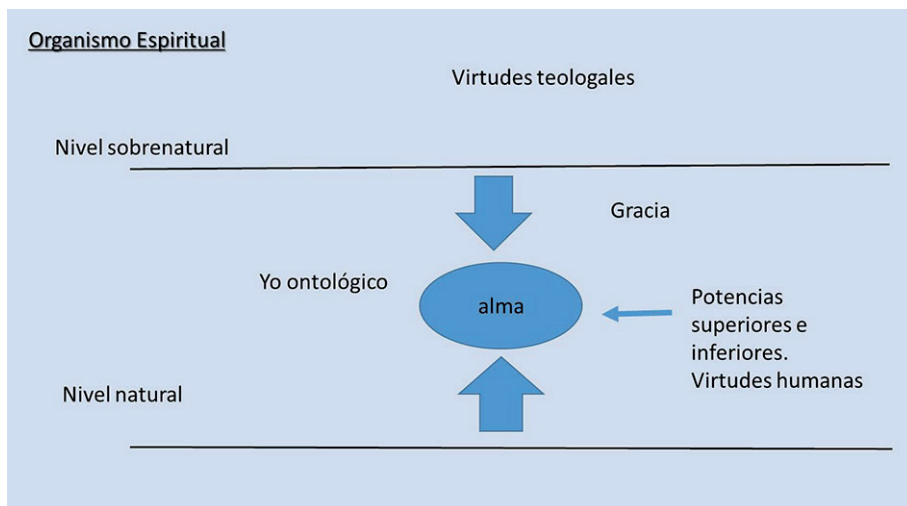 Organismo Espiritual
Virtudes teologales
Nivel sobrenatural
Gracia
Yo ontológico
alma
Potencias
superiores e
inferiores.
Virtudes humanas
Nivel natural